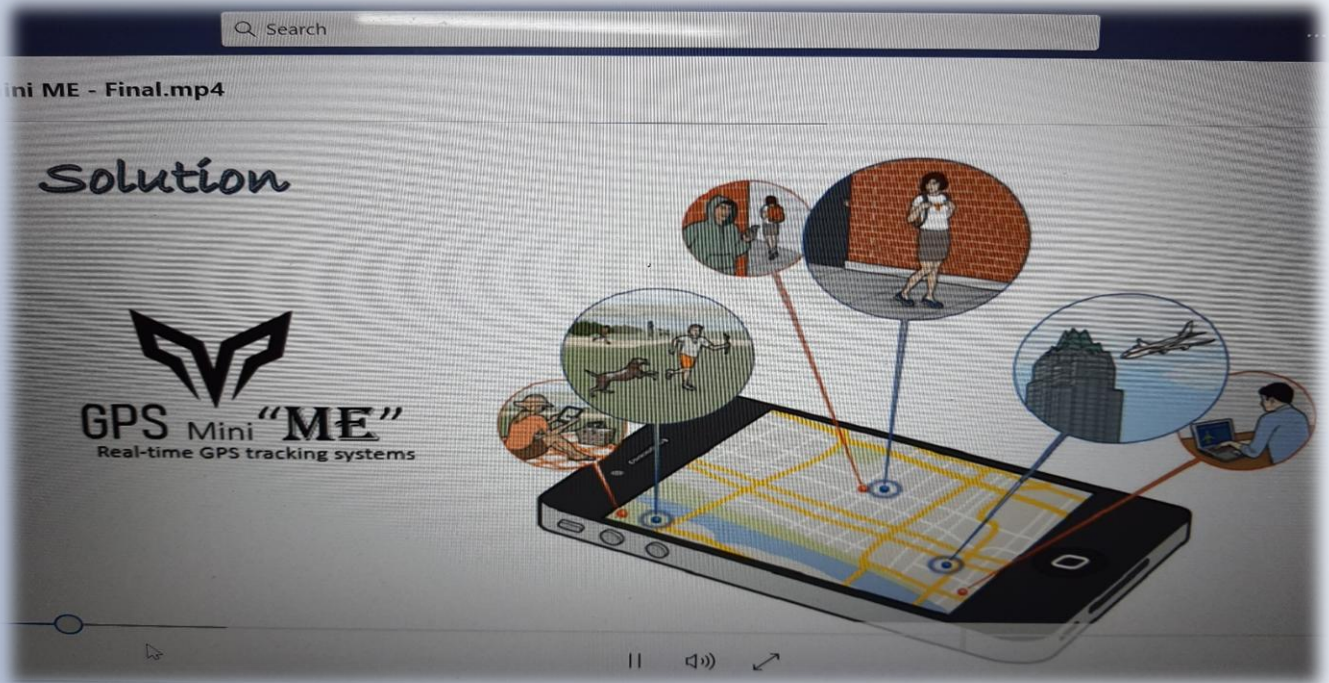 Search
ini ME - Final.mp4
Solution
GPS Mini “ME”
Real-time GPS tracking systems